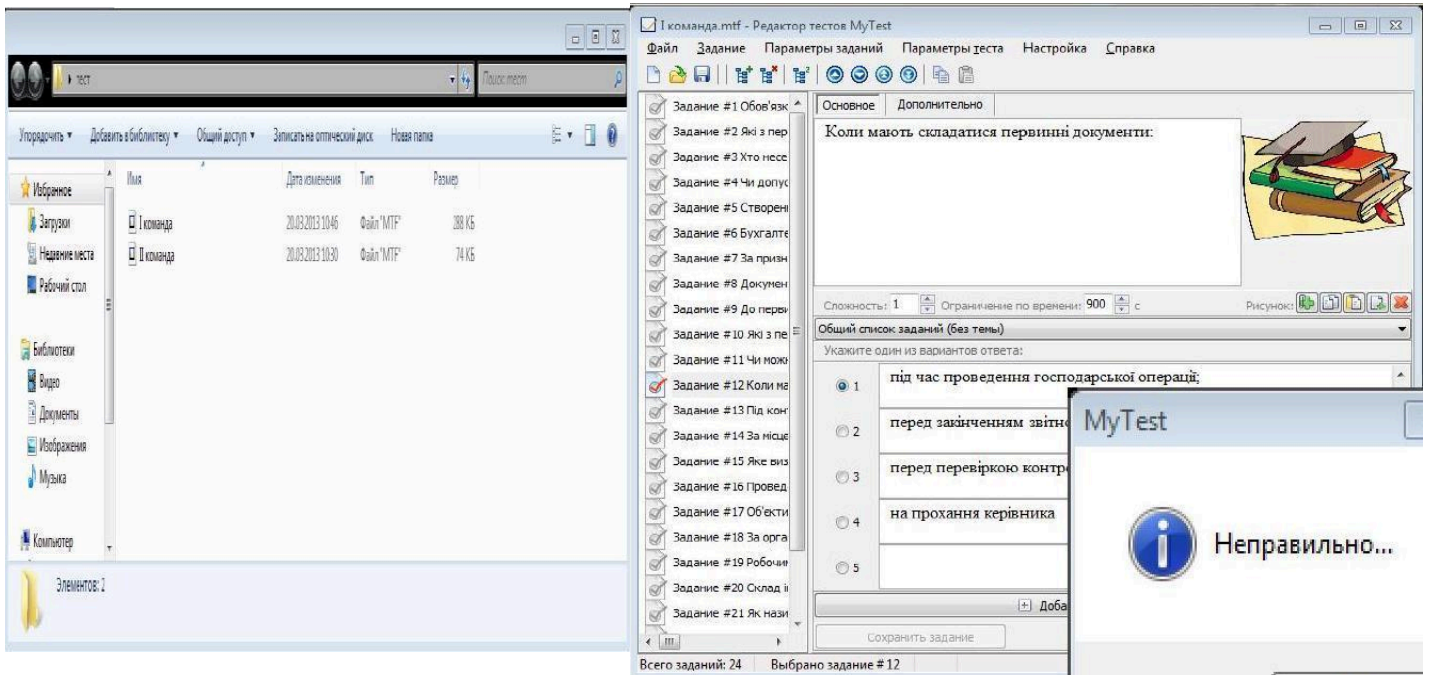 тест
Поиск: тест
Упорядочить
Добавить в библиотеку
Общий доступ
Записать на оптический диск
Новая папка
Избранное
Загрузки
Недавние места
Рабочий стол
Библиотеки
Видео
Документы
Изображения
Музыка
Компьютер
Имя Дата изменения Тип Размер
I команда 20.03.2013 10:46 Файл "MTF" 288 КБ
II команда 20.03.2013 10:30 Файл "MTF" 74 КБ
Элементов: 2
I команда.mtf - Редактор тестов MyTest
Файл Задание Параметры заданий Параметры теста Настройка Справка
Задание #1 Обов'язк
Задание #2 Які з пер
Задание #3 Хто несе
Задание #4 Чи допус
Задание #5 Створен
Задание #6 Бухгалте
Задание #7 За призн
Задание #8 Докумен
Задание #9 До перви
Задание #10 Які з пе
Задание #11 Чи можн
Задание #12 Коли ма
Задание #13 Під кон
Задание #14 За місце
Задание #15 Яке виз
Задание #16 Провед
Задание #17 Об'єкти
Задание #18 За орга
Задание #19 Робочи
Задание #20 Склад і
Задание #21 Як нази
Основное Дополнительно
Коли мають складатися первинні документи:
Сложность: 1 Ограничение по времени: 900 с Рисунок:
Общий список заданий (без темы)
Укажите один из вариантов ответа:
1 під час проведення господарської операції;
2 перед закінченням звітно
3 перед перевіркою контро
4 на прохання керівника
5
Доба
Сохранить задание
Всего заданий: 24 Выбрано задание #12
MyTest
Неправильно...